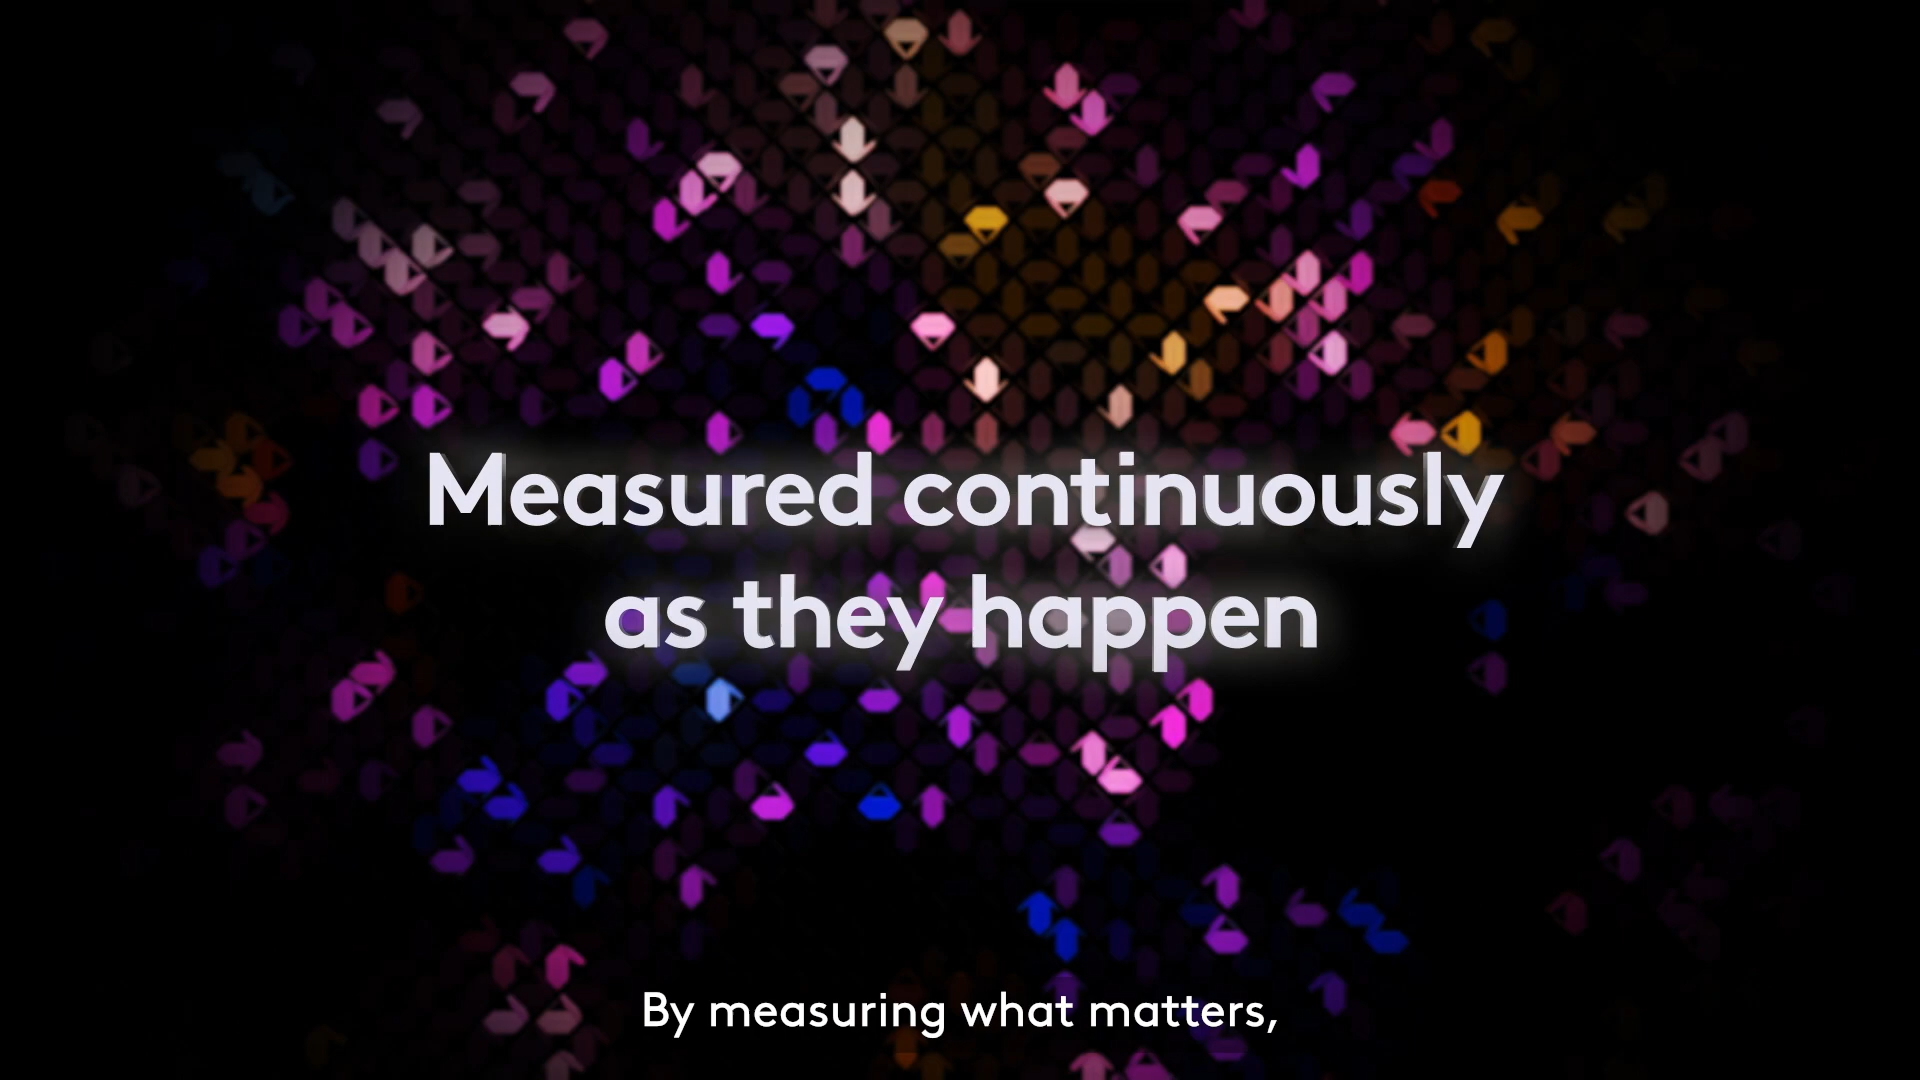 Measured continuously
as they happen
By measuring what matters,